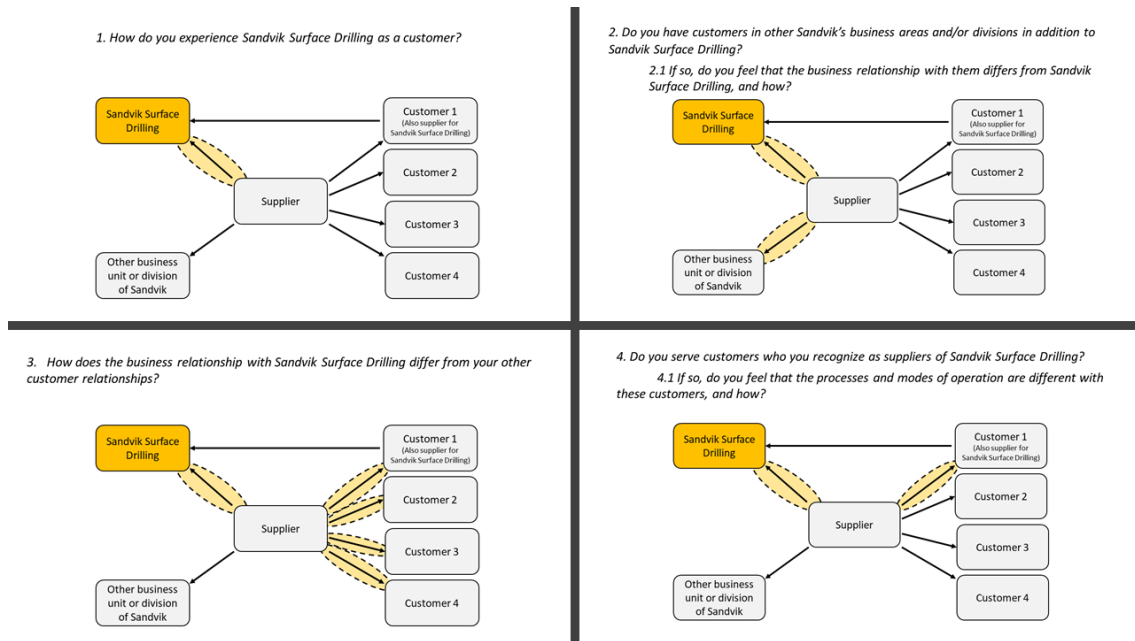 1. How do you experience Sandvik Surface Drilling as a customer?
Sandvik Surface
Drilling
Customer 1
(Also supplier for
Sandvik Surface Drilling)
Customer 2
Supplier
Customer 3
Other business
unit or division
of Sandvik
Customer 4
2. Do you have customers in other Sandvik's business areas and/or divisions in addition to
Sandvik Surface Drilling?
2.1 If so, do you feel that the business relationship with them differs from Sandvik
Surface Drilling, and how?
Sandvik Surface
Drilling
Customer 1
(Also supplier for
Sandvik Surface Drilling)
Customer 2
Supplier
Customer 3
Other business
unit or division
of Sandvik
Customer 4
3. How does the business relationship with Sandvik Surface Drilling differ from your other
customer relationships?
Sandvik Surface
Drilling
Customer 1
(Also supplier for
Sandvik Surface Drilling)
Customer 2
Supplier
Customer 3
Other business
unit or division
of Sandvik
Customer 4
4. Do you serve customers who you recognize as suppliers of Sandvik Surface Drilling?
4.1 If so, do you feel that the processes and modes of operation are different with
these customers, and how?
Sandvik Surface
Drilling
Customer 1
(Also supplier for
Sandvik Surface Drilling)
Customer 2
Supplier
Customer 3
Other business
unit or division
of Sandvik
Customer 4